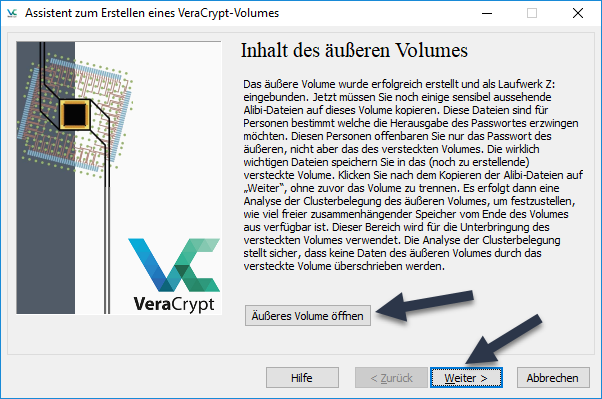 Assistent zum Erstellen eines VeraCrypt-Volumes
Inhalt des äußeren Volumes
Das äußere Volume wurde erfolgreich erstellt und als Laufwerk Z:
eingebunden. Jetzt müssen Sie noch einige sensibel aussehende
Alibi-Dateien auf dieses Volume kopieren. Diese Dateien sind für
Personen bestimmt welche die Herausgabe des Passwortes erzwingen
möchten. Diesen Personen offenbaren Sie nur das Passwort des
äußeren, nicht aber das des versteckten Volumes. Die wirklich
wichtigen Dateien speichern Sie in das (noch zu erstellende)
versteckte Volume. Klicken Sie nach dem Kopieren der Alibi-Dateien auf
„Weiter“, ohne zuvor das Volume zu trennen. Es erfolgt dann eine
Analyse der Clusterbelegung des äußeren Volumes, um festzustellen,
wie viel freier zusammenhängender Speicher vom Ende des Volumes
aus verfügbar ist. Dieser Bereich wird für die Unterbringung des
versteckten Volumes verwendet. Die Analyse der Clusterbelegung
stellt sicher, dass keine Daten des äußeren Volumes durch das
versteckte Volume überschrieben werden.
VeraCrypt
Äußeres Volume öffnen
Hilfe
< Zurück
Weiter >
Abbrechen